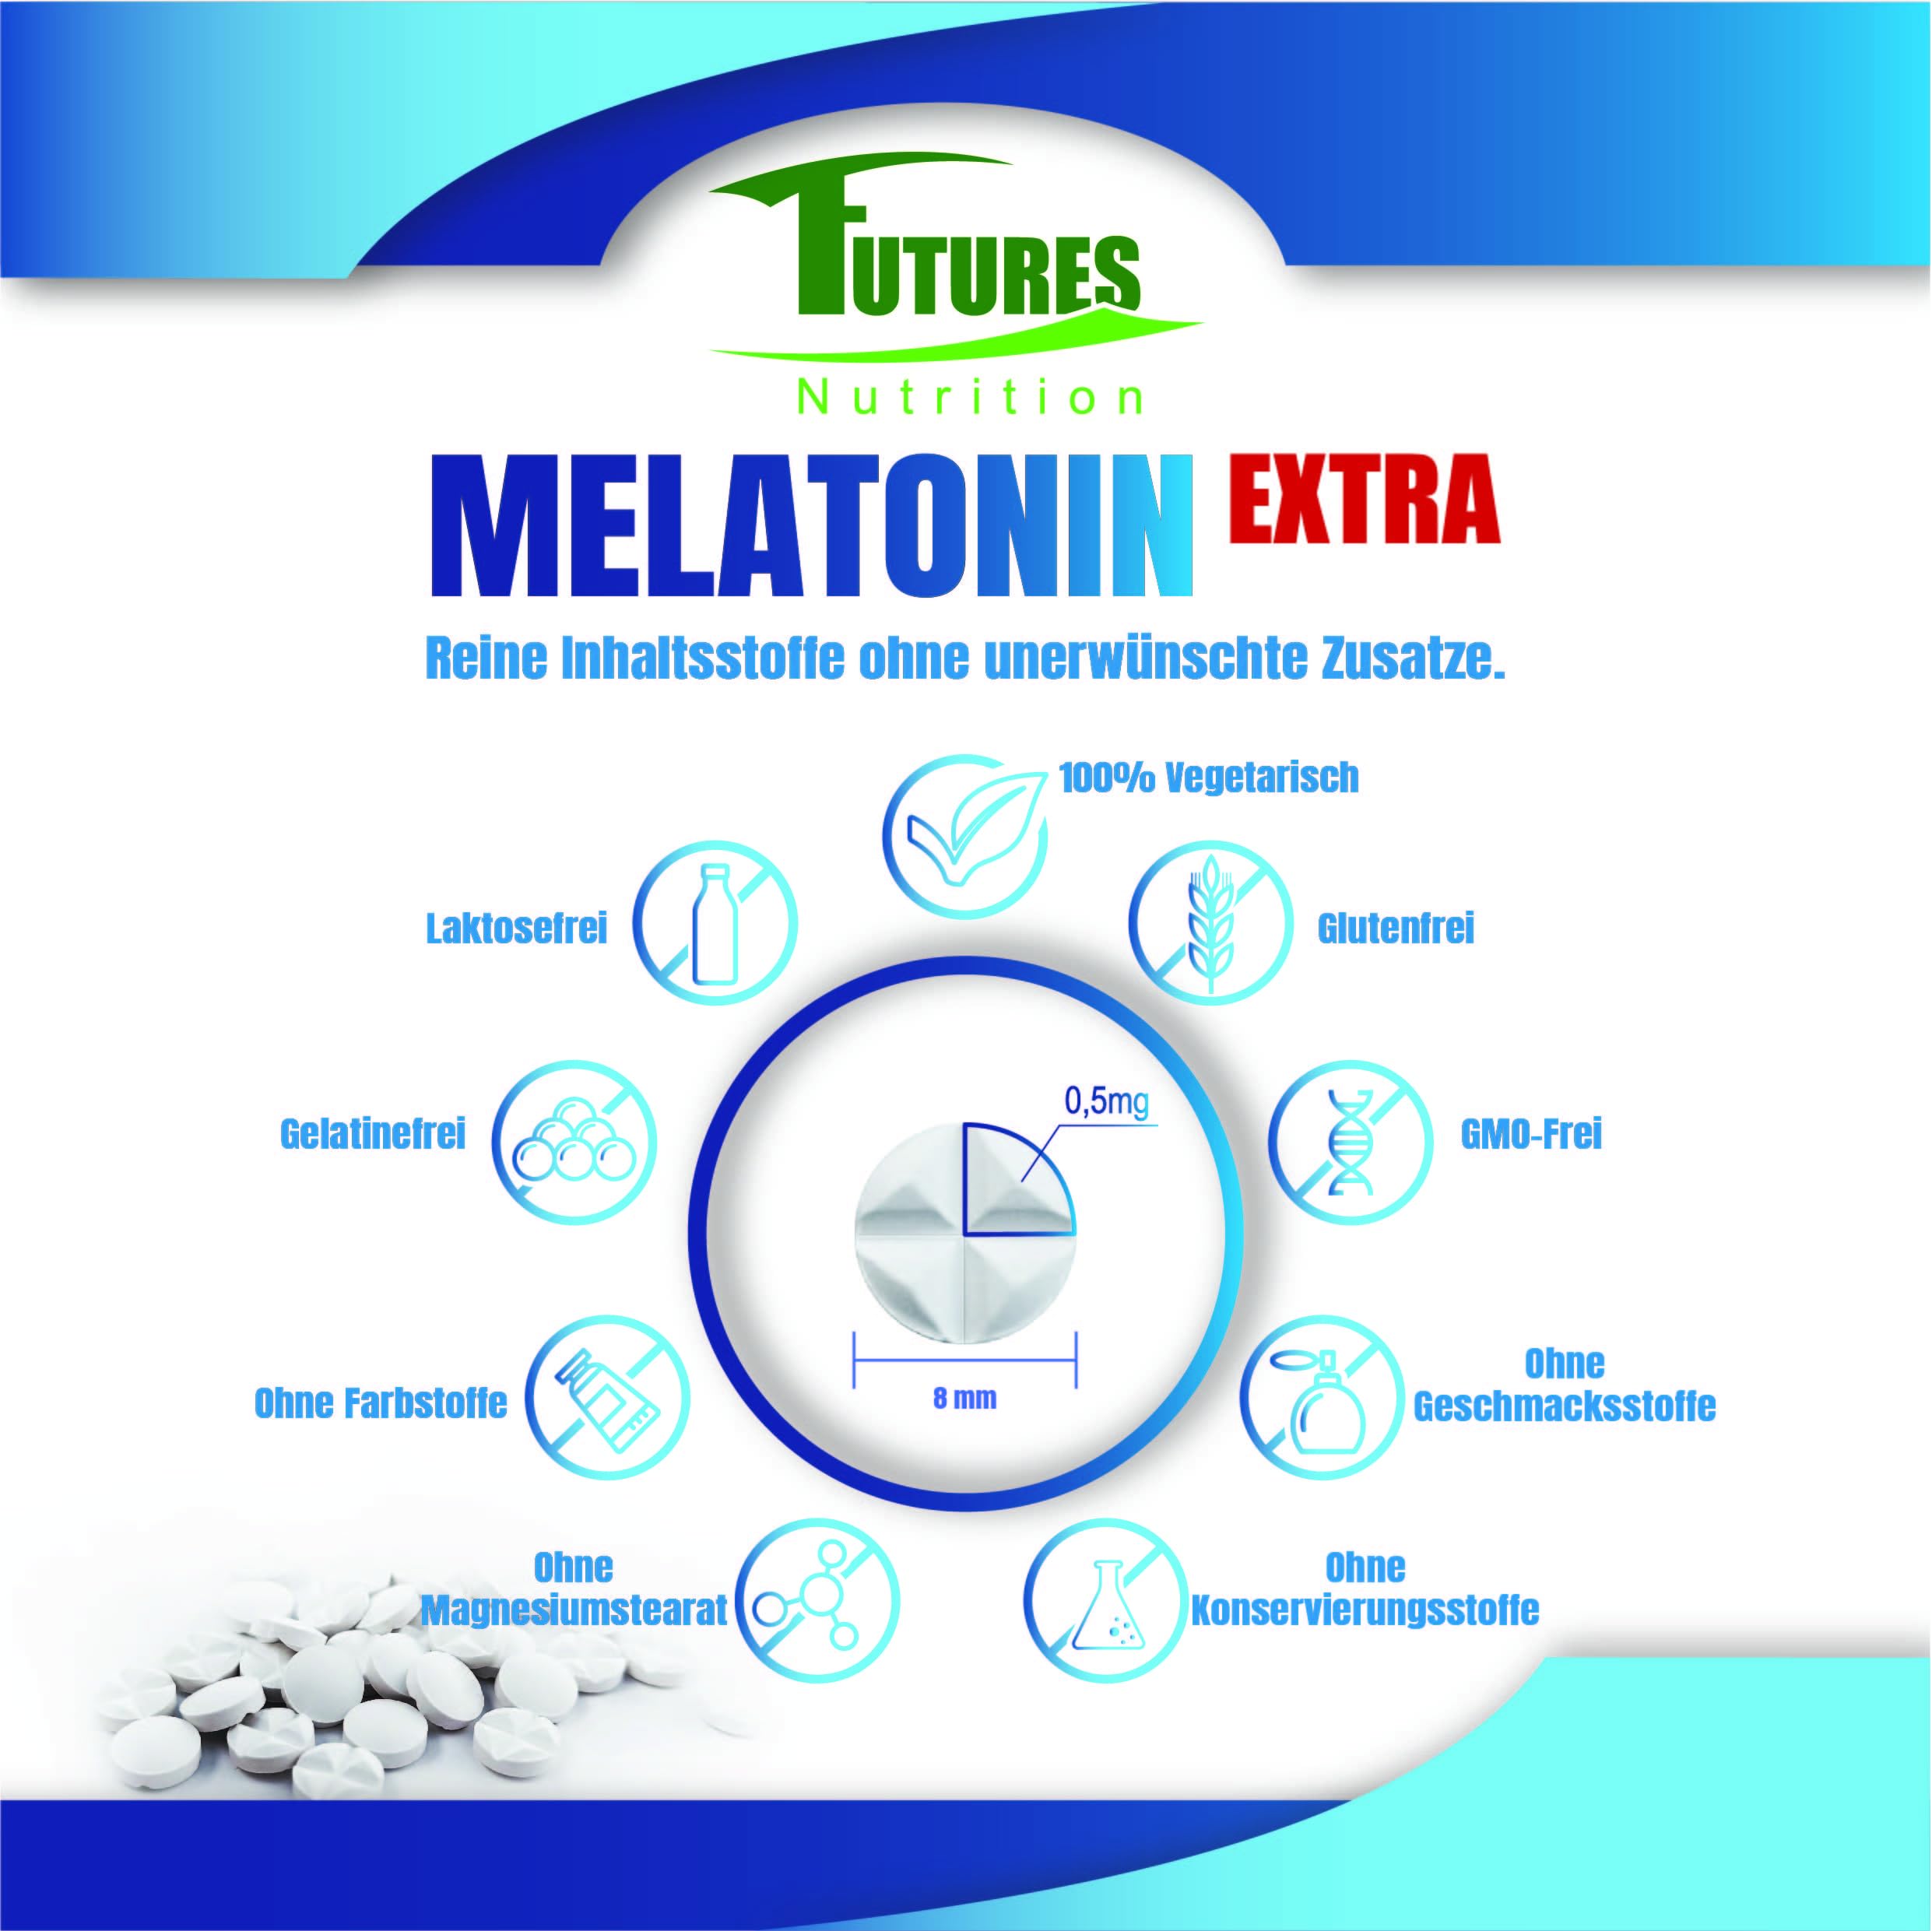 FUTURES
Nutrition
MELATONIN EXTRA
Reine Inhaltsstoffe ohne unerwünschte Zusatze.
100% Vegetarisch
Laktosefrei
Glutenfrei
Gelatinefrei
0,5mg
GMO-Frei
8 mm
Ohne Farbstoffe
Ohne
Geschmacksstoffe
Ohne
Magnesiumstearat
Ohne
Konservierungsstoffe